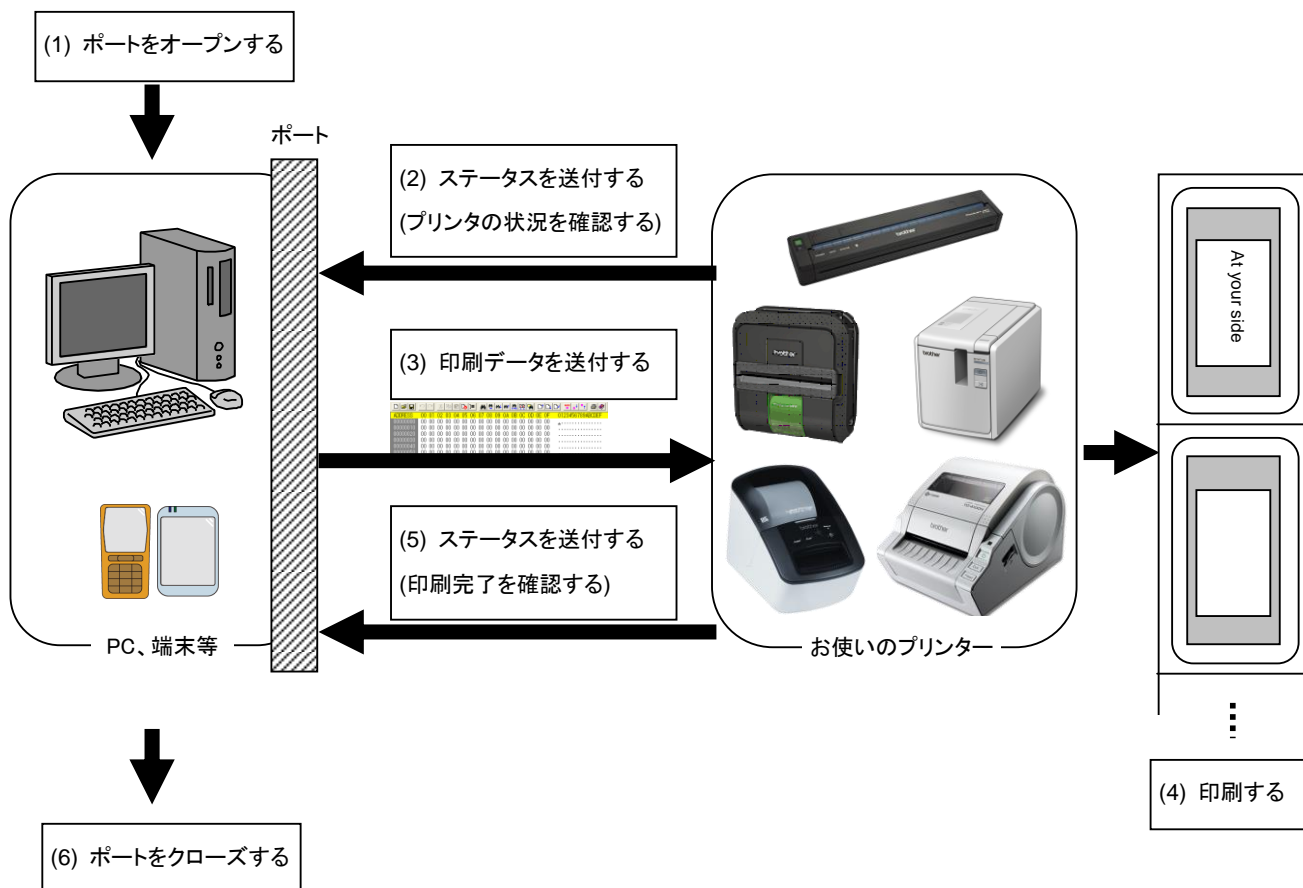 (1) ポートをオープンする
ポート
(2) ステータスを送付する
(プリンタの状況を確認する)
(3) 印刷データを送付する
(5) ステータスを送付する
(印刷完了を確認する)
PC、端末等
brother
brother
brother
お使いのプリンター
At your side
(4) 印刷する
(6) ポートをクローズする